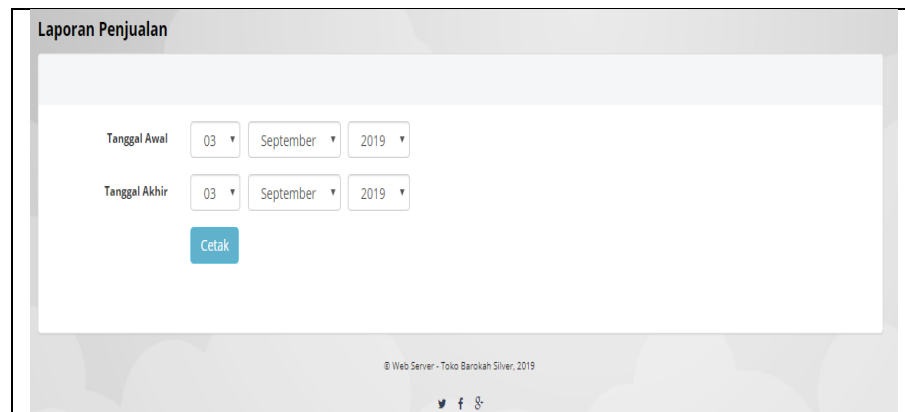 Laporan Penjualan
Tanggal Awal 03 September 2019
Tanggal Akhir 03 September 2019
Cetak
© Web Server - Toko Barokah Silver, 2019